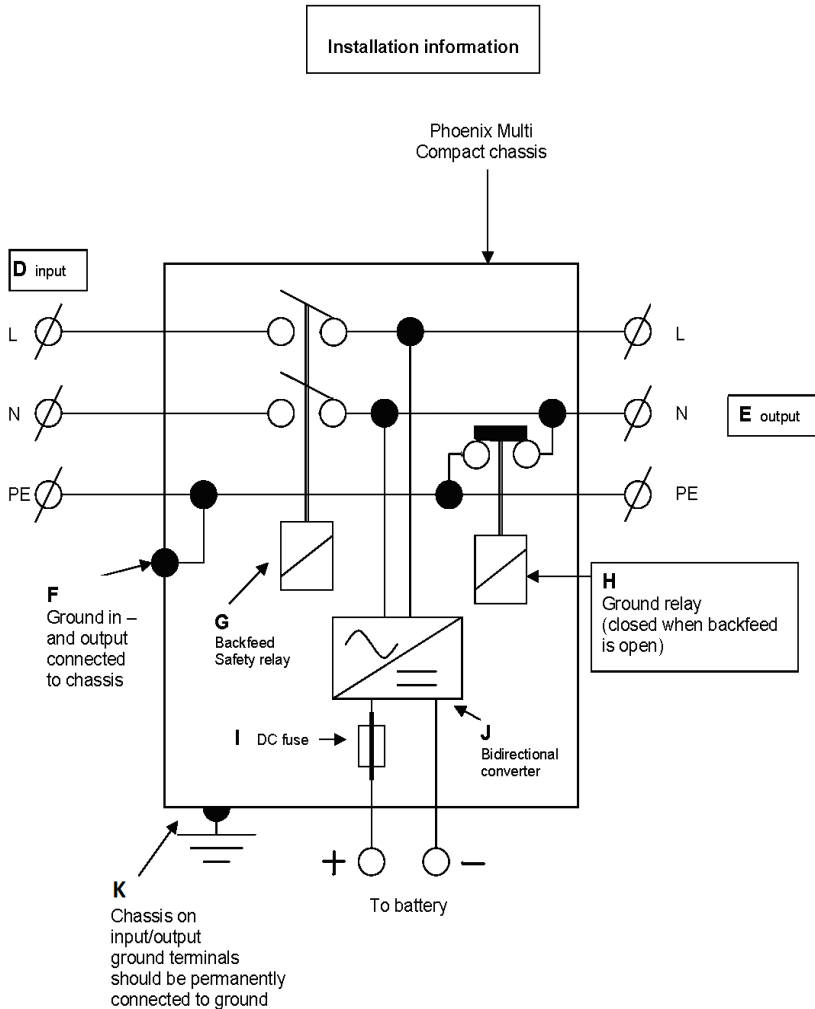 Installation information
Phoenix Multi
Compact chassis
D input
L
L
N
N
E output
PE
PE
F
Ground in –
and output
connected
to chassis
G
Backfeed
Safety relay
H
Ground relay
(closed when backfeed
is open)
I DC fuse
J
Bidirectional
converter
+
–
To battery
K
Chassis on
input/output
ground terminals
should be permanently
connected to ground